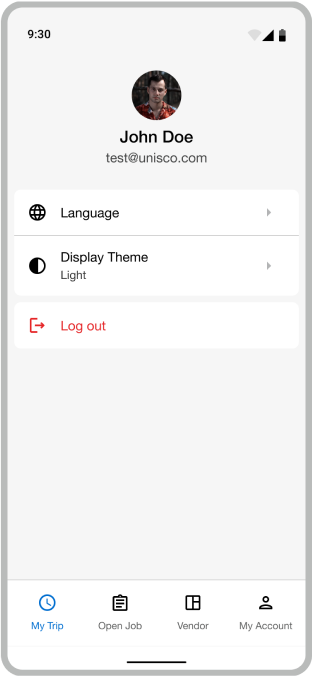 9:30
John Doe
test@unisco.com
Language
Display Theme
Light
Log out
My Trip
Open Job
Vendor
My Account